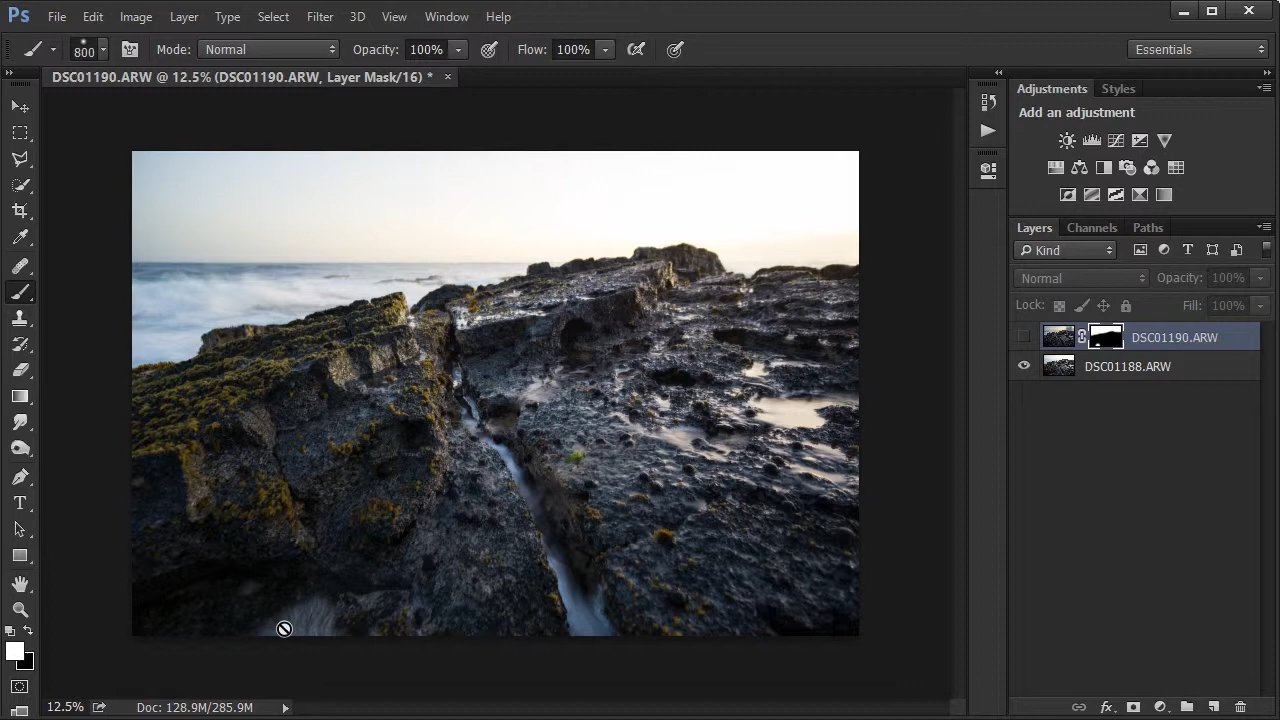 Ps File Edit Image Layer Type Select Filter 3D View Window Help
800 Mode: Normal Opacity: 100% Flow: 100% Essentials
DSC01190.ARW @ 12.5% (DSC01190.ARW, Layer Mask/16) * ×
Adjustments Styles
Add an adjustment
Layers Channels Paths
Kind T
Normal Opacity: 100%
Lock: Fill: 100%
DSC01190.ARW
DSC01188.ARW
T
12.5% Doc: 128.9M/285.9M fx